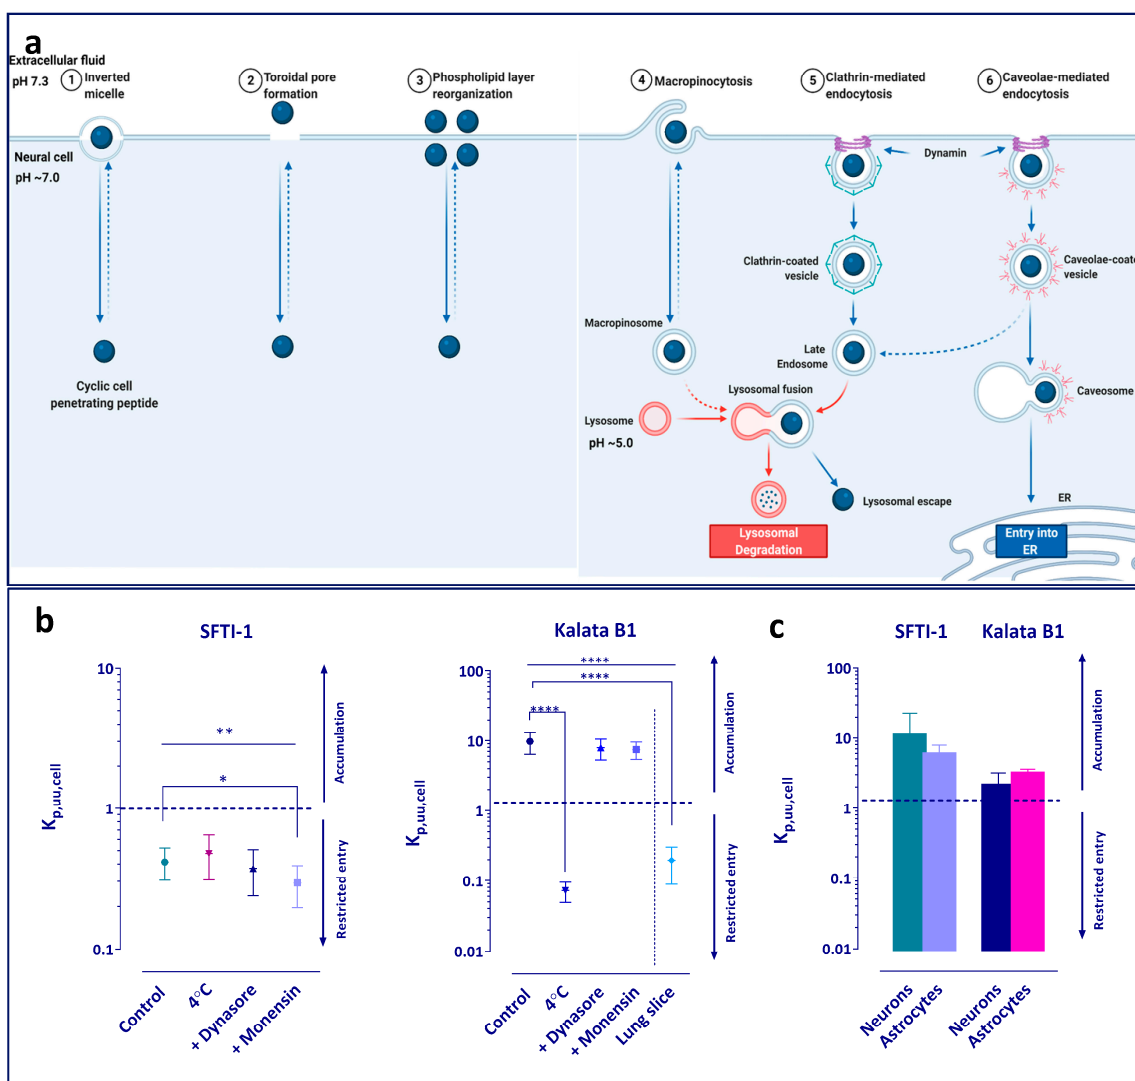 a
Extracellular fluid
pH 7.3
1 Inverted
micelle
2 Toroidal pore
formation
3 Phospholipid layer
reorganization
4 Macropinocytosis
5 Clathrin-mediated
endocytosis
6 Caveolae-mediated
endocytosis
Neural cell
pH ~7.0
Dynamin
Clathrin-coated
vesicle
Caveolae-coate
vesicle
Macropinosome
Late
Endosome
Cyclic cell
penetrating peptide
Lysosomal fusion
Caveosome
Lysosome
pH ~5.0
Lysosomal escape
ER
Lysosomal
Degradation
Entry into
ER
b
SFTI-1
10
1
0.1
Kp,uu,cell
**
*
Accumulation
Restricted entry
Control
4°C
+ Dynasore
+ Monensin
Kalata B1
100
10
1
0.1
0.01
Kp,uu,cell
****
****
****
Accumulation
Restricted entry
Control
4°C
+ Dynasore
+ Monensin
Lung slice
c
SFTI-1 Kalata B1
100
10
1
0.1
0.01
Kp,uu,cell
Accumulation
Restricted entry
Neurons
Astrocytes
Neurons
Astrocytes